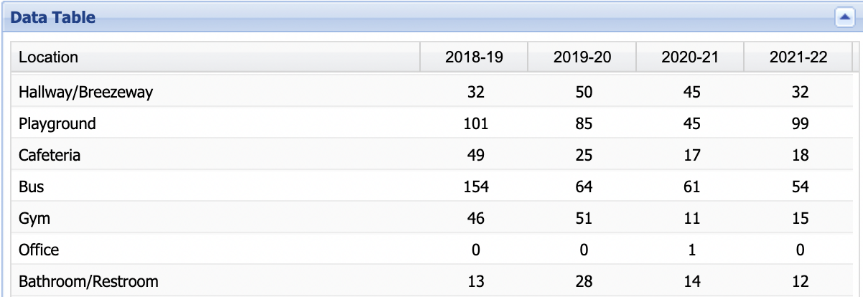 Data Table
Location 2018-19 2019-20 2020-21 2021-22
Hallway/Breezeway 32 50 45 32
Playground 101 85 45 99
Cafeteria 49 25 17 18
Bus 154 64 61 54
Gym 46 51 11 15
Office 0 0 1 0
Bathroom/Restroom 13 28 14 12